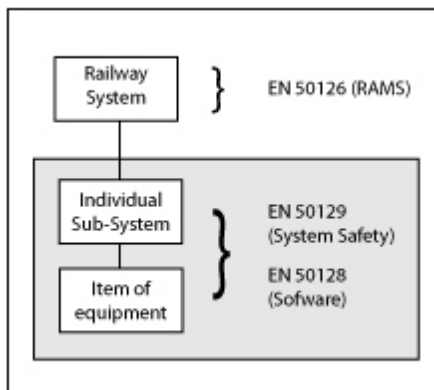 Railway
System
EN 50126 (RAMS)
Individual
Sub-System
EN 50129
(System Safety)
Item of
equipment
EN 50128
(Sofware)